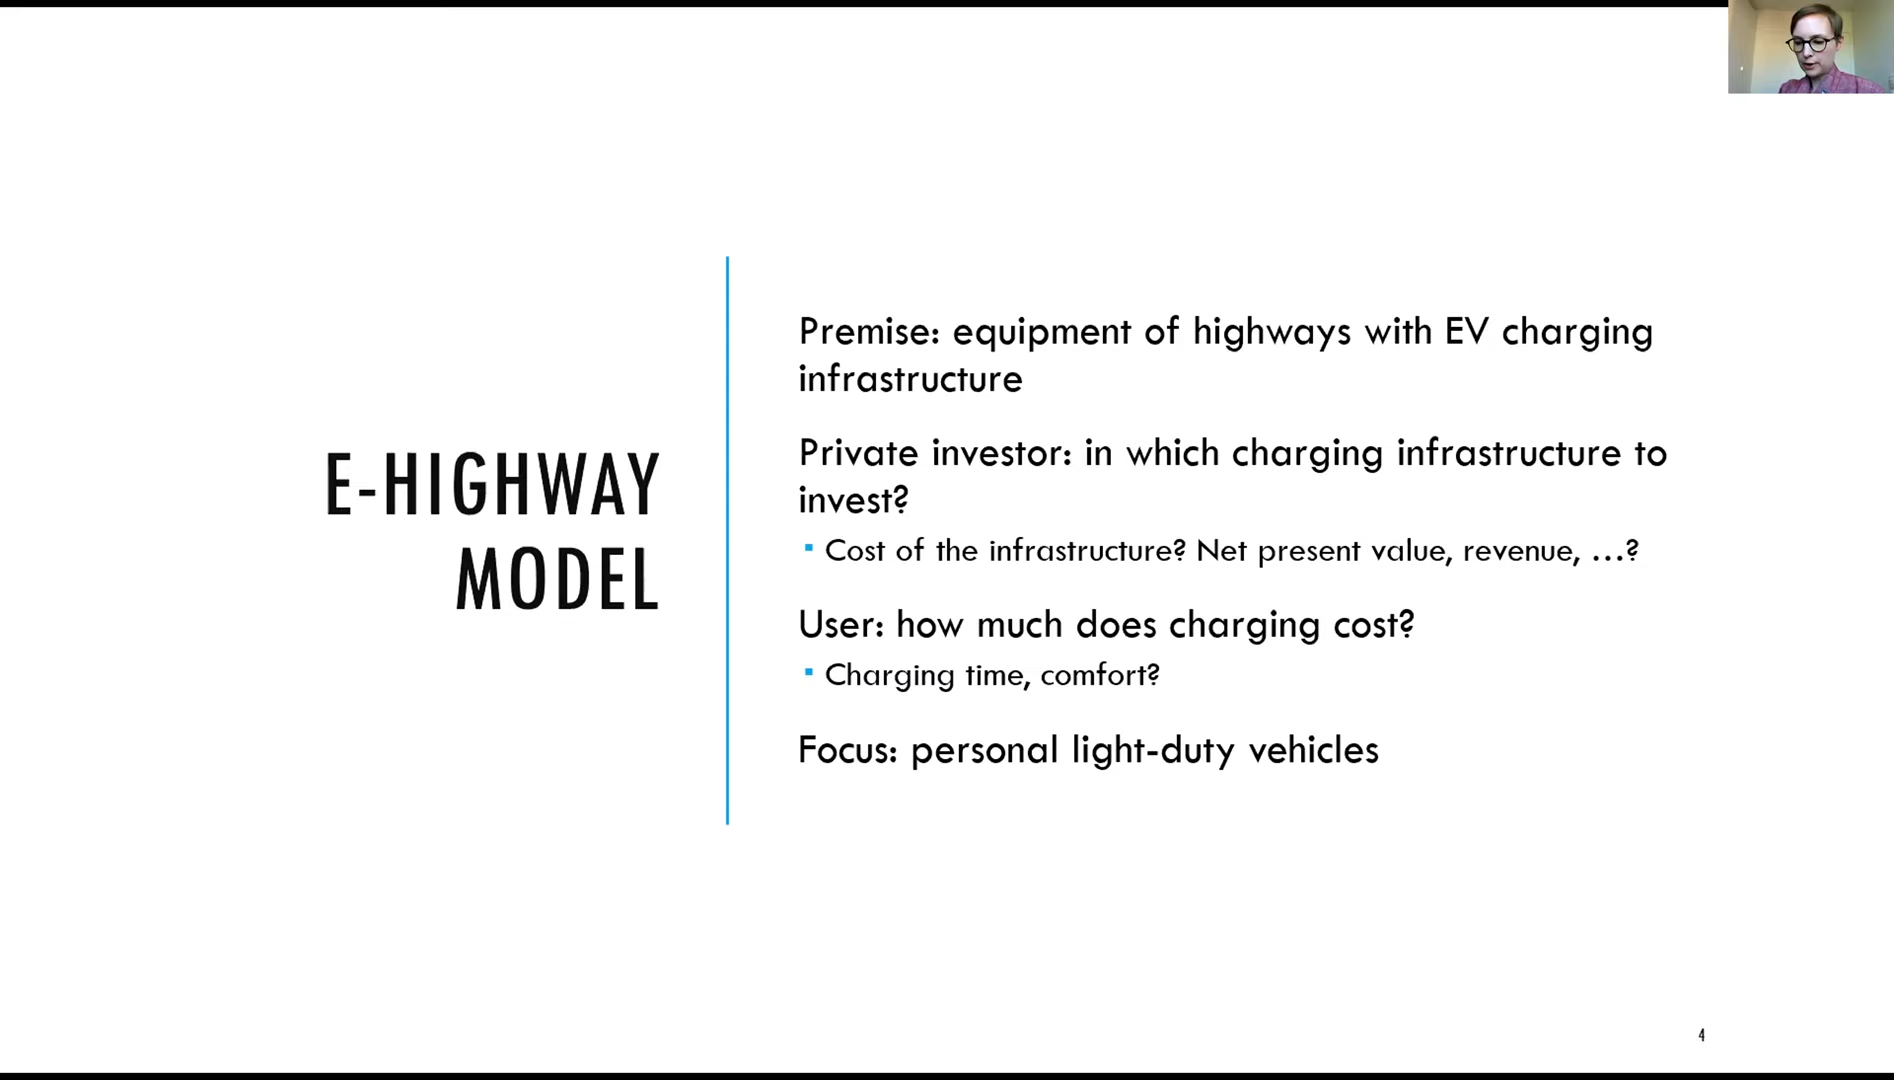 E-HIGHWAY
MODEL
Premise: equipment of highways with EV charging
infrastructure
Private investor: in which charging infrastructure to
invest?
▪ Cost of the infrastructure? Net present value, revenue, …?
User: how much does charging cost?
▪ Charging time, comfort?
Focus: personal light-duty vehicles
4